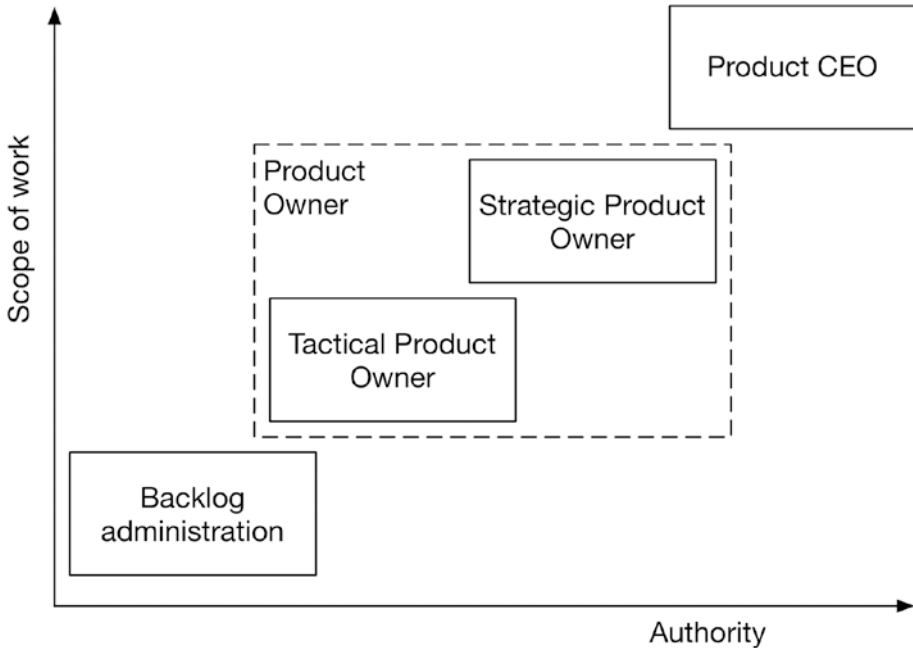 Product CEO
Product
Owner
Strategic Product
Owner
Tactical Product
Owner
Backlog
administration
Scope of work
Authority